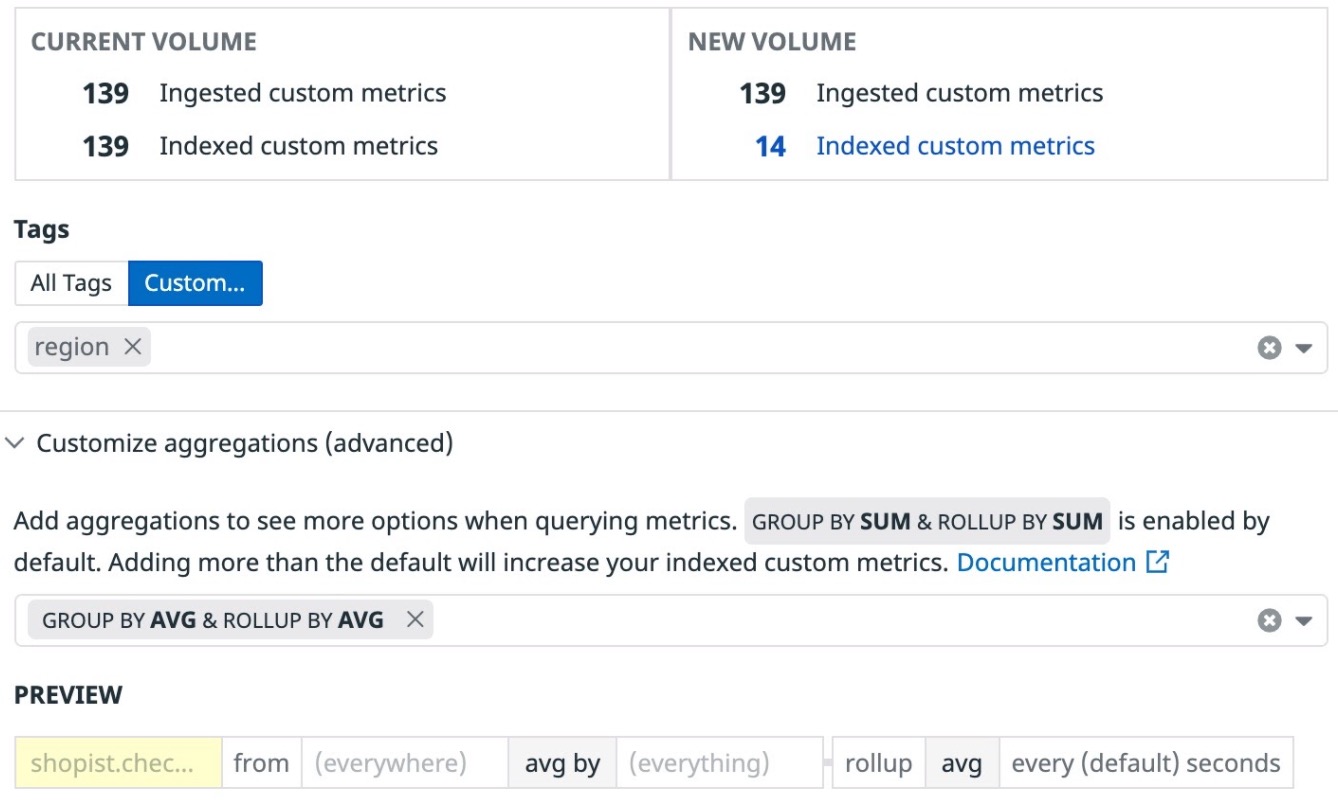 CURRENT VOLUME
139 Ingested custom metrics
139 Indexed custom metrics
NEW VOLUME
139 Ingested custom metrics
14 Indexed custom metrics
Tags
All Tags Custom...
region
Customize aggregations (advanced)
Add aggregations to see more options when querying metrics. GROUP BY SUM & ROLLUP BY SUM is enabled by
default. Adding more than the default will increase your indexed custom metrics. Documentation
GROUP BY AVG & ROLLUP BY AVG
PREVIEW
shopist.chec... from (everywhere) avg by (everything) rollup avg every (default) seconds